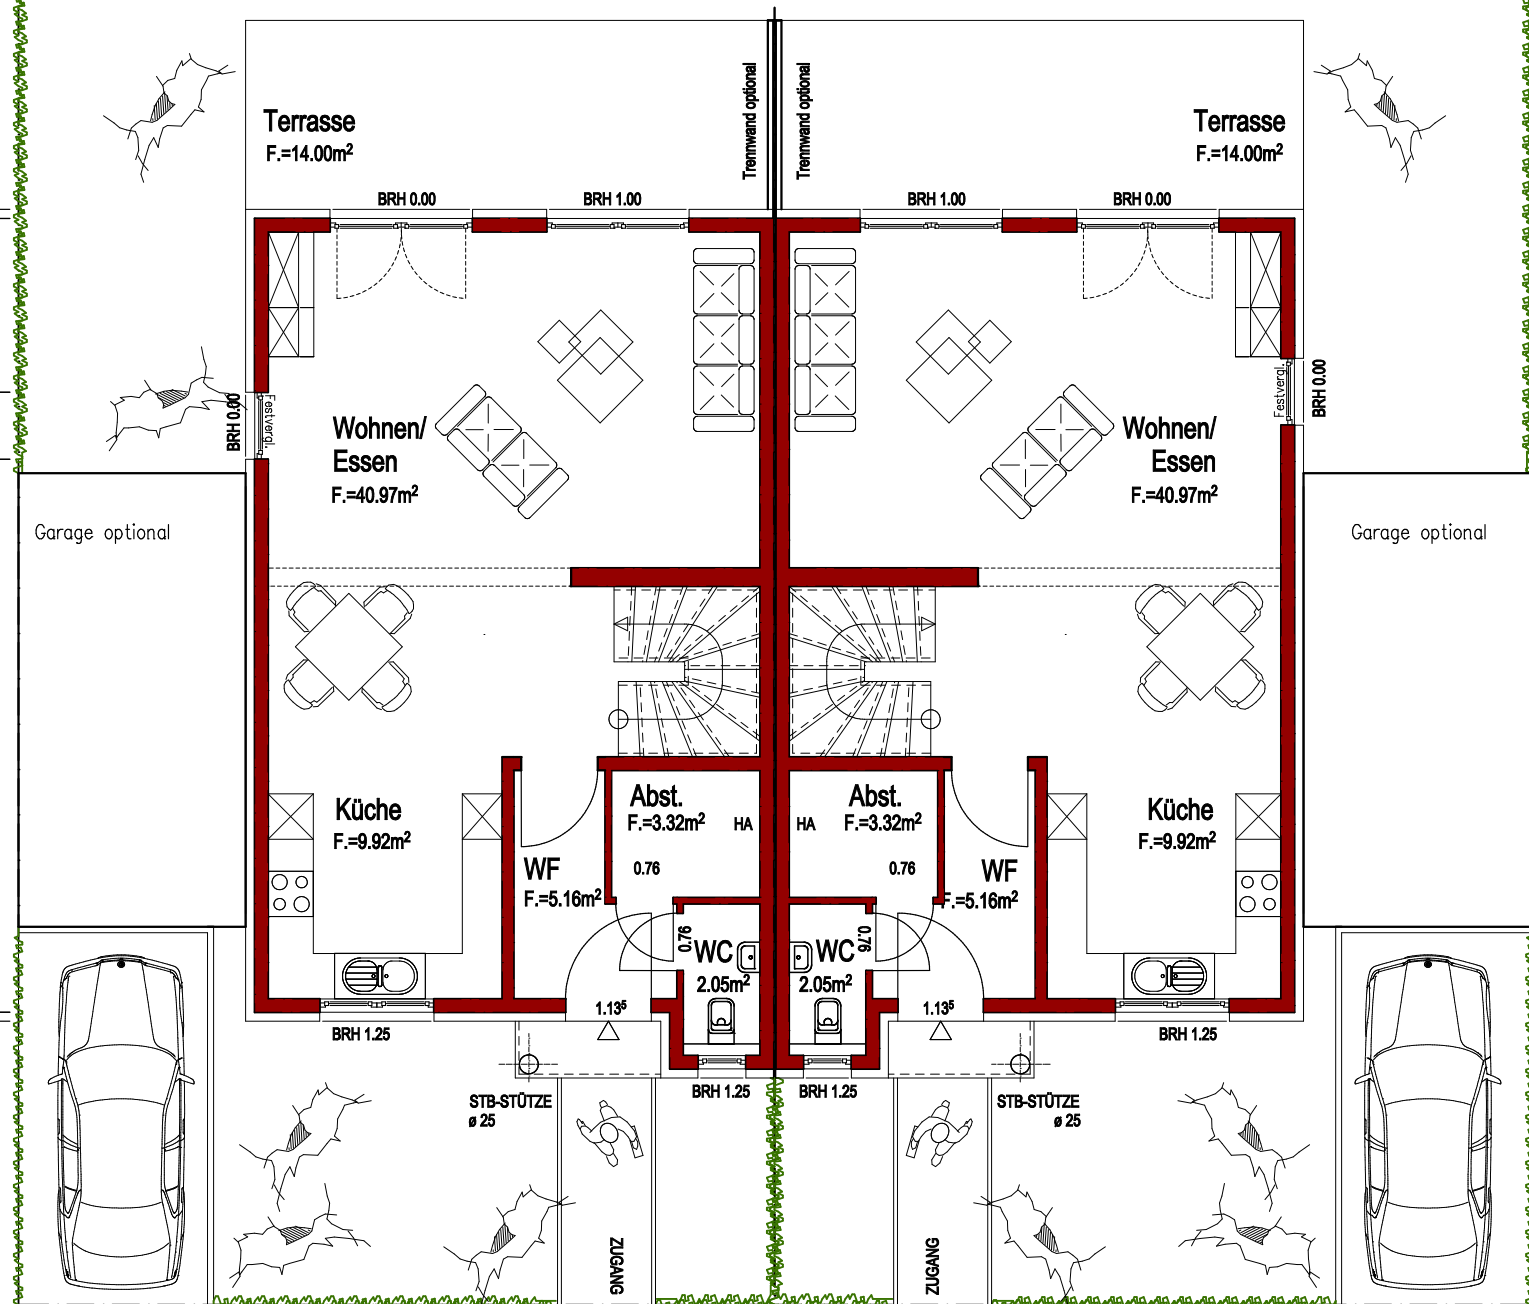 Trennwand optional
Trennwand optional
Terrasse
F.=14.00m²
Terrasse
F.=14.00m²
BRH 0.00
BRH 1.00
BRH 1.00
BRH 0.00
BRH 0.00
Festvergl.
Wohnen/
Essen
F.=40.97m²
Wohnen/
Essen
F.=40.97m²
Festvergl.
BRH 0.00
Garage optional
Garage optional
Küche
F.=9.92m²
Abst.
F.=3.32m²
HA
HA
Abst.
F.=3.32m²
Küche
F.=9.92m²
WF
F.=5.16m²
0.76
0.76
WF
F.=5.16m²
0.76
WC
2.05m²
WC
2.05m²
0.76
1.13⁵
1.13⁵
BRH 1.25
BRH 1.25
BRH 1.25
BRH 1.25
STB-STÜTZE
ø 25
STB-STÜTZE
ø 25
ZUGANG
ZUGANG